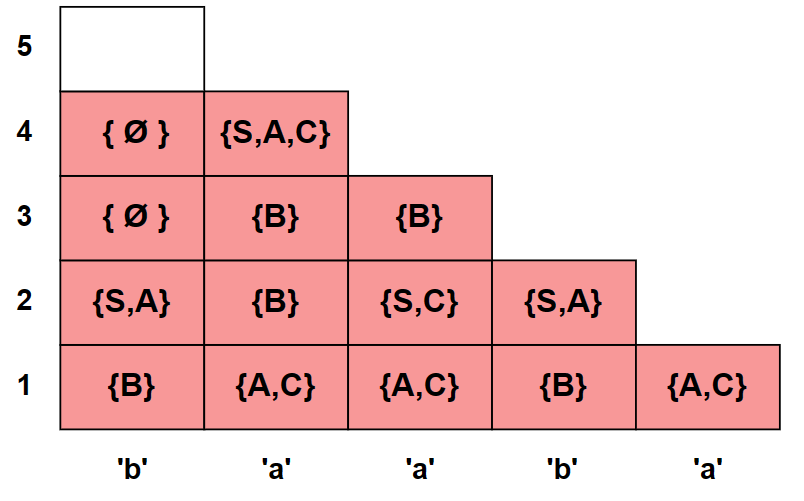 5
4 { Ø } {S,A,C}
3 { Ø } {B} {B}
2 {S,A} {B} {S,C} {S,A}
1 {B} {A,C} {A,C} {B} {A,C}
'b' 'a' 'a' 'b' 'a'